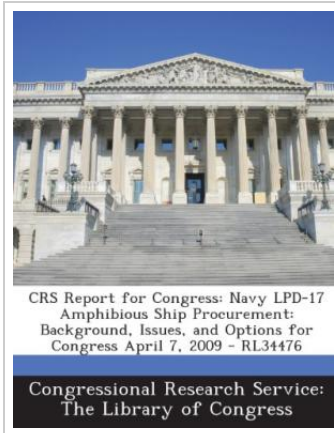 CRS Report for Congress: Navy LPD-17
Amphibious Ship Procurement:
Background, Issues, and Options for
Congress April 7, 2009 - RL34476
Congressional Research Service:
The Library of Congress